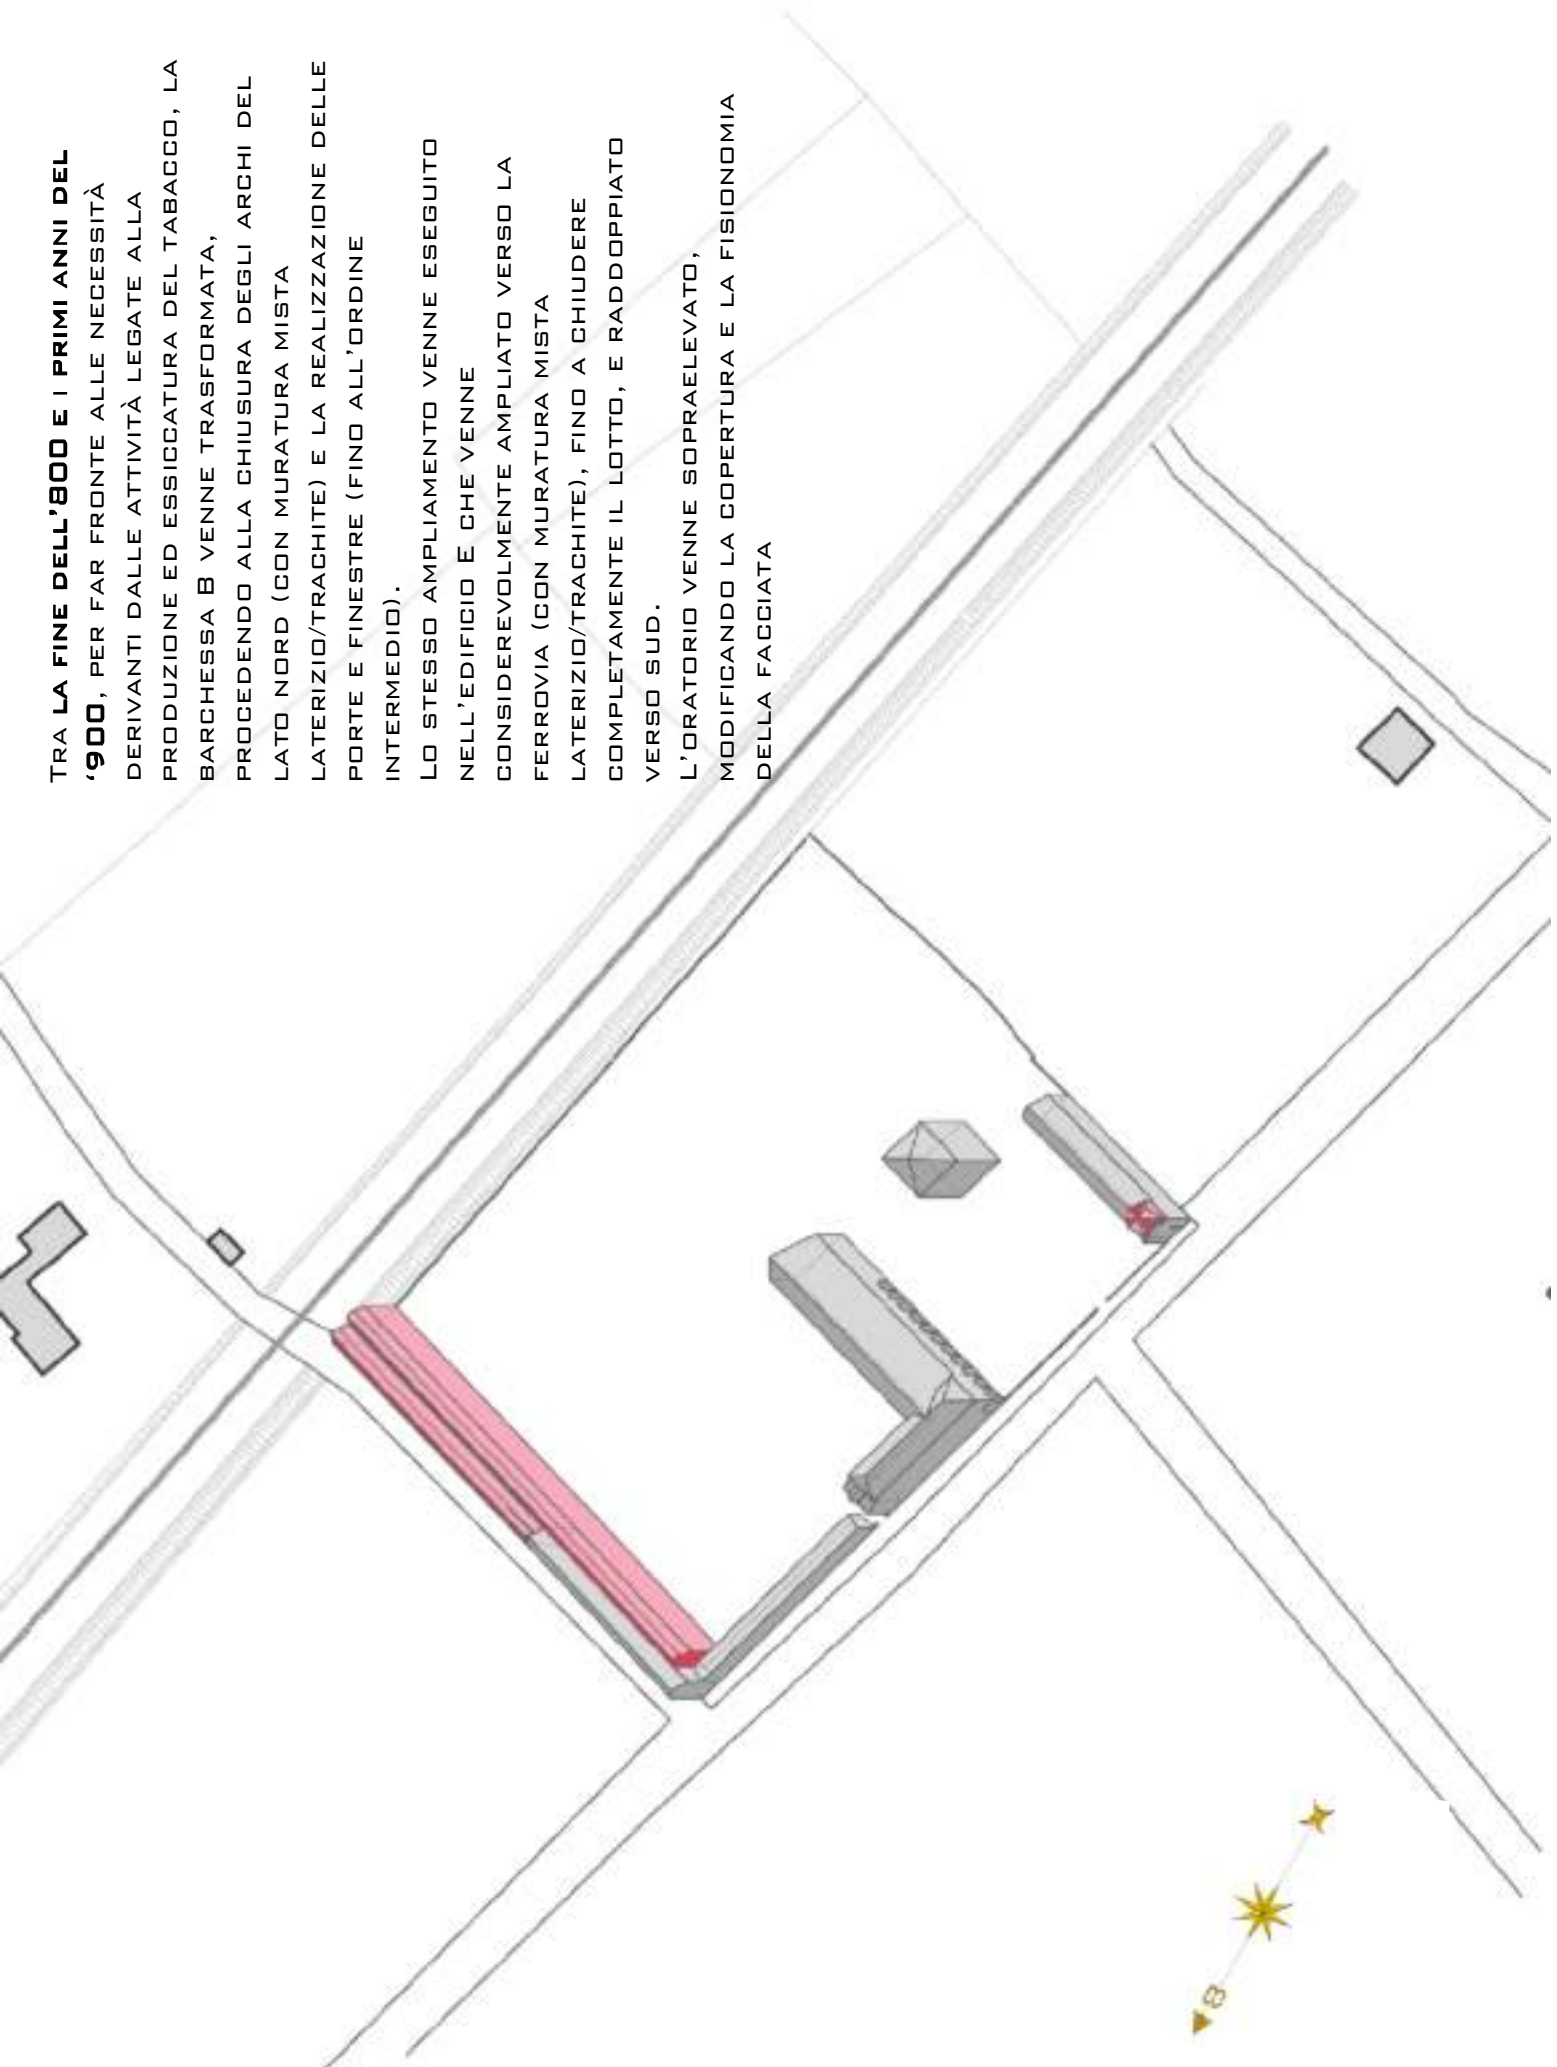 TRA LA FINE DELL'800 E I PRIMI ANNI DEL
'900, PER FAR FRONTE ALLE NECESSITÀ
DERIVANTI DALLE ATTIVITÀ LEGATE ALLA
PRODUZIONE ED ESSICCATURA DEL TABACCO, LA
BARCHESSA B VENNE TRASFORMATA,
PROCEDENDO ALLA CHIUSURA DEGLI ARCHI DEL
LATO NORD (CON MURATURA MISTA
LATERIZIO/TRACHITE) E LA REALIZZAZIONE DELLE
PORTE E FINESTRE (FINO ALL'ORDINE
INTERMEDIO).
LO STESSO AMPLIAMENTO VENNE ESEGUITO
NELL'EDIFICIO E CHE VENNE
CONSIDEREVOLMENTE AMPLIATO VERSO LA
FERROVIA (CON MURATURA MISTA
LATERIZIO/TRACHITE), FINO A CHIUDERE
COMPLETAMENTE IL LOTTO, E RADDOPPIATO
VERSO SUD.
L'ORATORIO VENNE SOPRAELEVATO,
MODIFICANDO LA COPERTURA E LA FISIONOMIA
DELLA FACCIATA